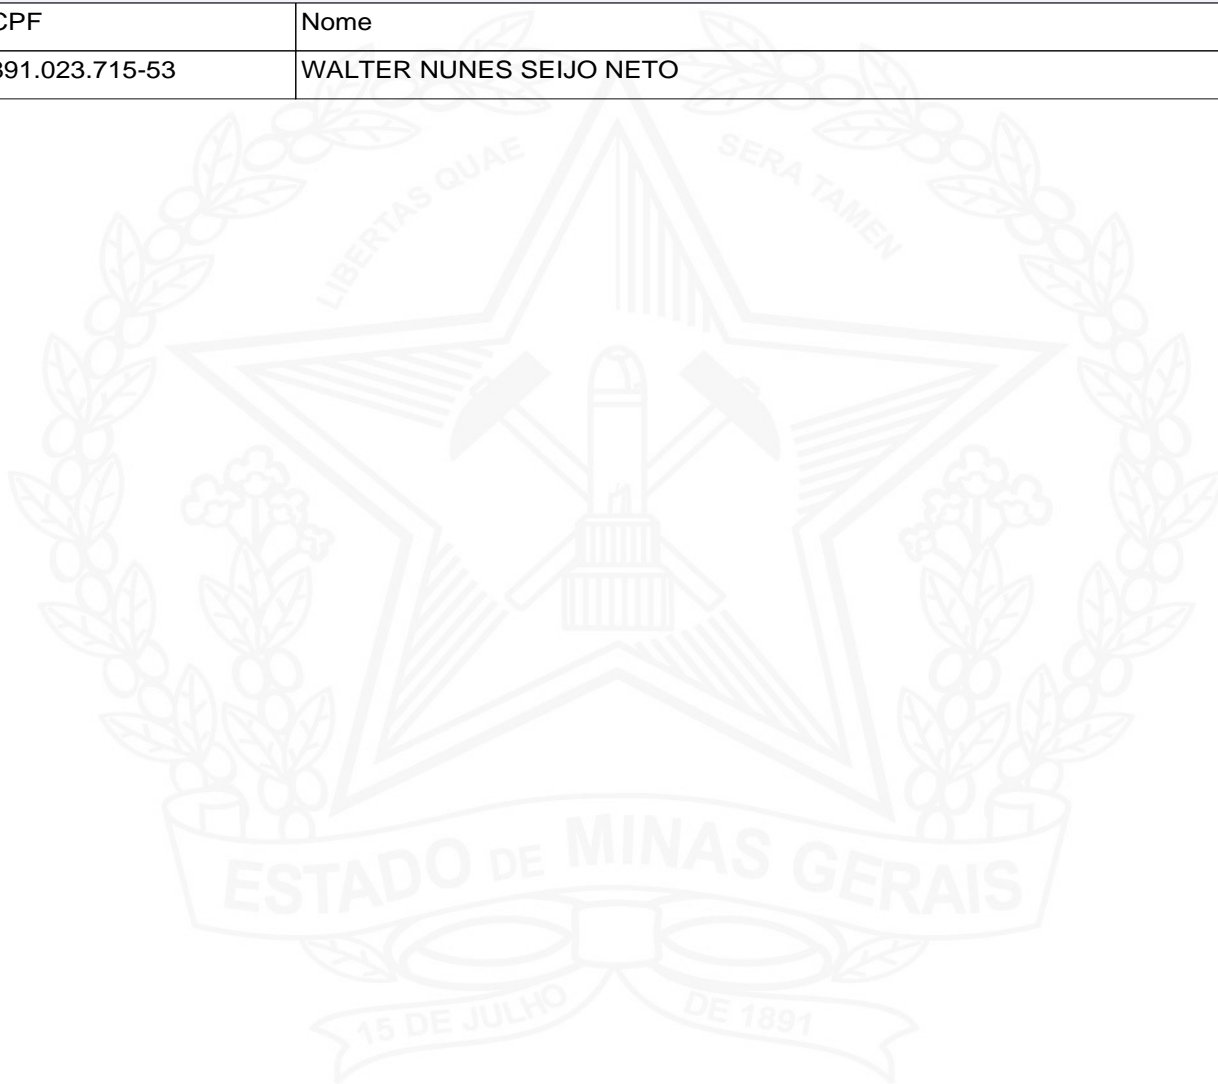 CPF Nome
891.023.715-53 WALTER NUNES SEIJO NETO
LIBERTAS QUAE SERA TAMEN
ESTADO DE MINAS GERAIS
15 DE JULHO DE 1891